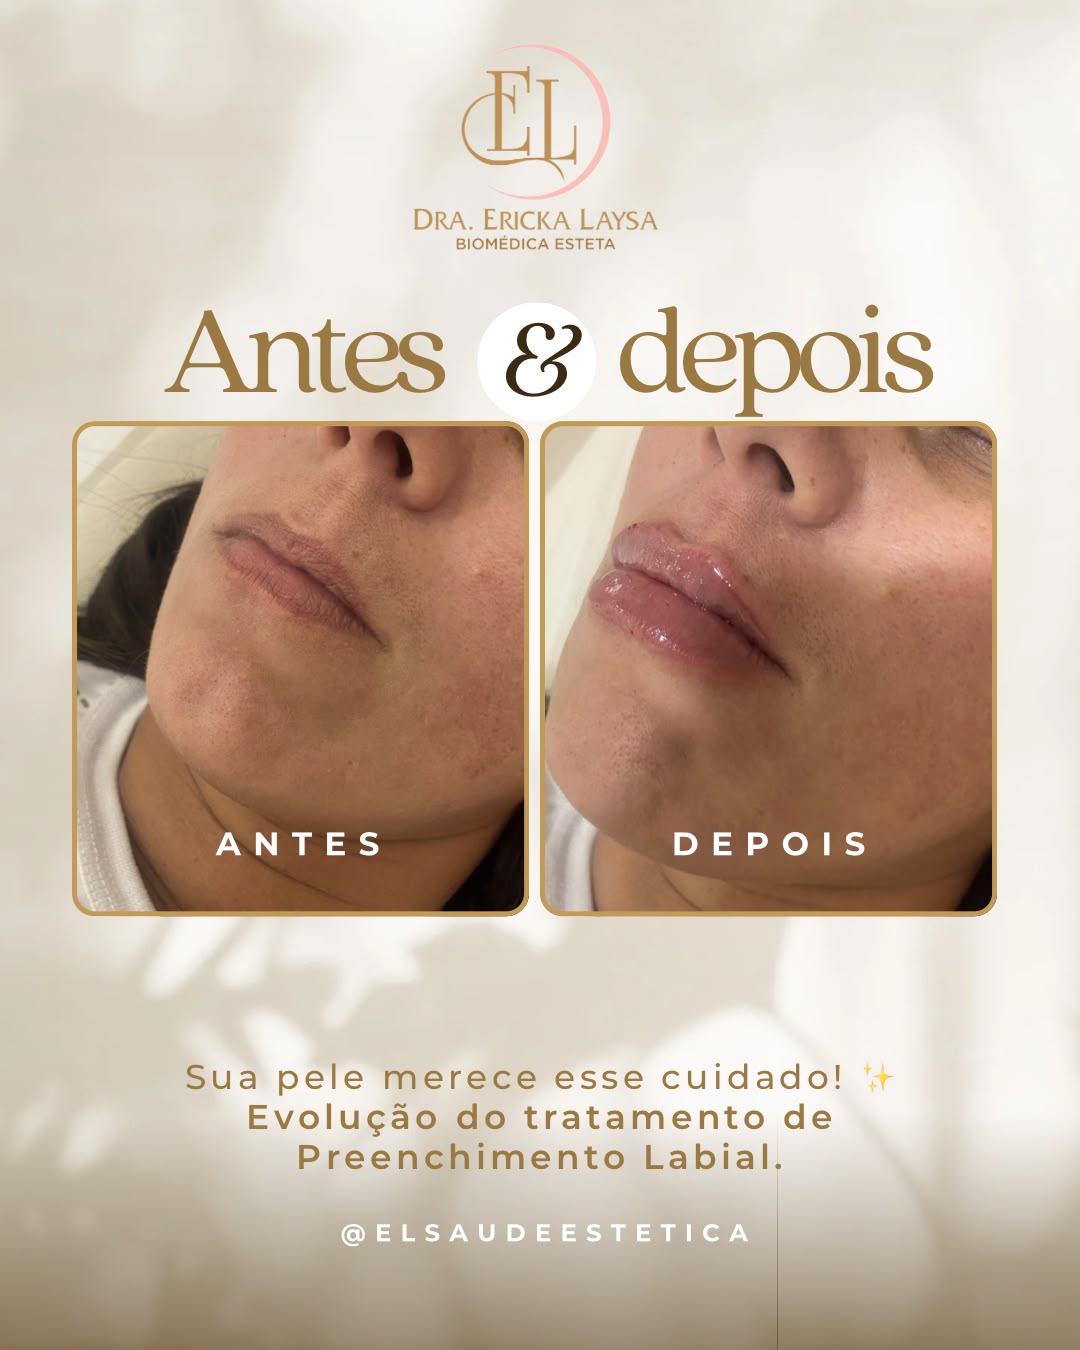 EL
DRA. ERICKA LAYSA
BIOMÉDICA ESTETA
Antes & depois
ANTES
DEPOIS
Sua pele merece esse cuidado! ✨
Evolução do tratamento de
Preenchimento Labial.
@ELSAUDEESTETICA